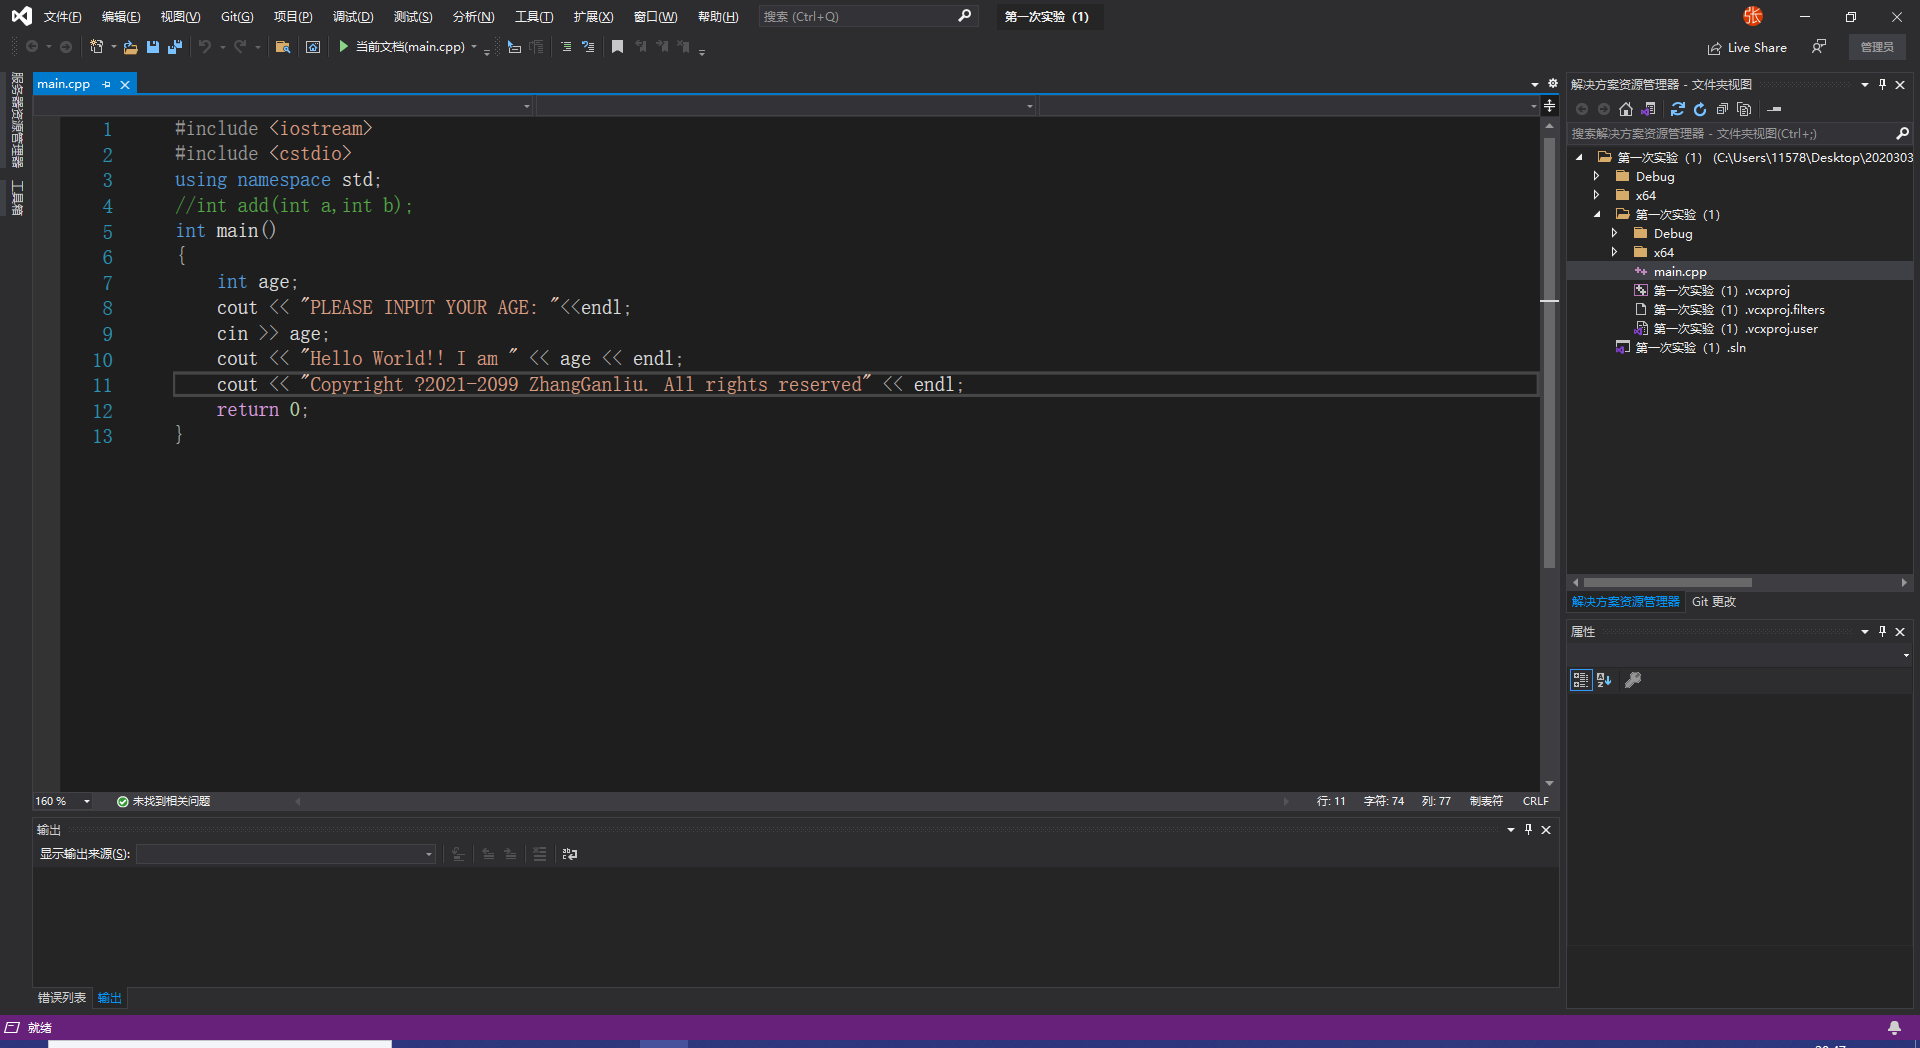 文件(F) 编辑(E) 视图(V) Git(G) 项目(P) 调试(D) 测试(S) 分析(N) 工具(T) 扩展(X) 窗口(W) 帮助(H) 搜索 (Ctrl+Q) 第一次实验（1） 张
当前文档(main.cpp) Live Share 管理员
服务器资源管理器
工具箱
main.cpp
1 #include <iostream>
2 #include <cstdio>
3 using namespace std;
4 //int add(int a,int b);
5 int main()
6 {
7 int age;
8 cout << "PLEASE INPUT YOUR AGE: "<<endl;
9 cin >> age;
10 cout << "Hello World!! I am " << age << endl;
11 cout << "Copyright ?2021-2099 ZhangGanliu. All rights reserved" << endl;
12 return 0;
13 }
160 % 未找到相关问题 行: 11 字符: 74 列: 77 制表符 CRLF
输出
显示输出来源(S):
错误列表 输出
解决方案资源管理器 - 文件夹视图
搜索解决方案资源管理器 - 文件夹视图(Ctrl+;)
第一次实验（1） (C:\Users\11578\Desktop\2020303
Debug
x64
第一次实验（1）
Debug
x64
main.cpp
第一次实验（1）.vcxproj
第一次实验（1）.vcxproj.filters
第一次实验（1）.vcxproj.user
第一次实验（1）.sln
解决方案资源管理器 Git 更改
属性
就绪